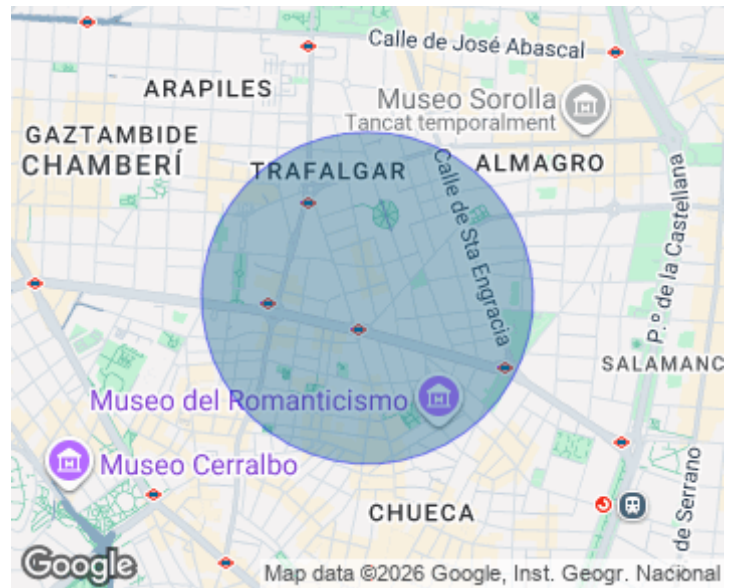 Calle de José Abascal
ARAPILES
Museo Sorolla
Tancat temporalment
GAZTAMBIDE
CHAMBERÍ
TRAFALGAR
ALMAGRO
Calle de Sta Engracia
P.º de la Castellana
SALAMANC
Museo del Romanticismo
Museo Cerralbo
de Serrano
CHUECA
Google
Map data ©2026 Google, Inst. Geogr. Nacional